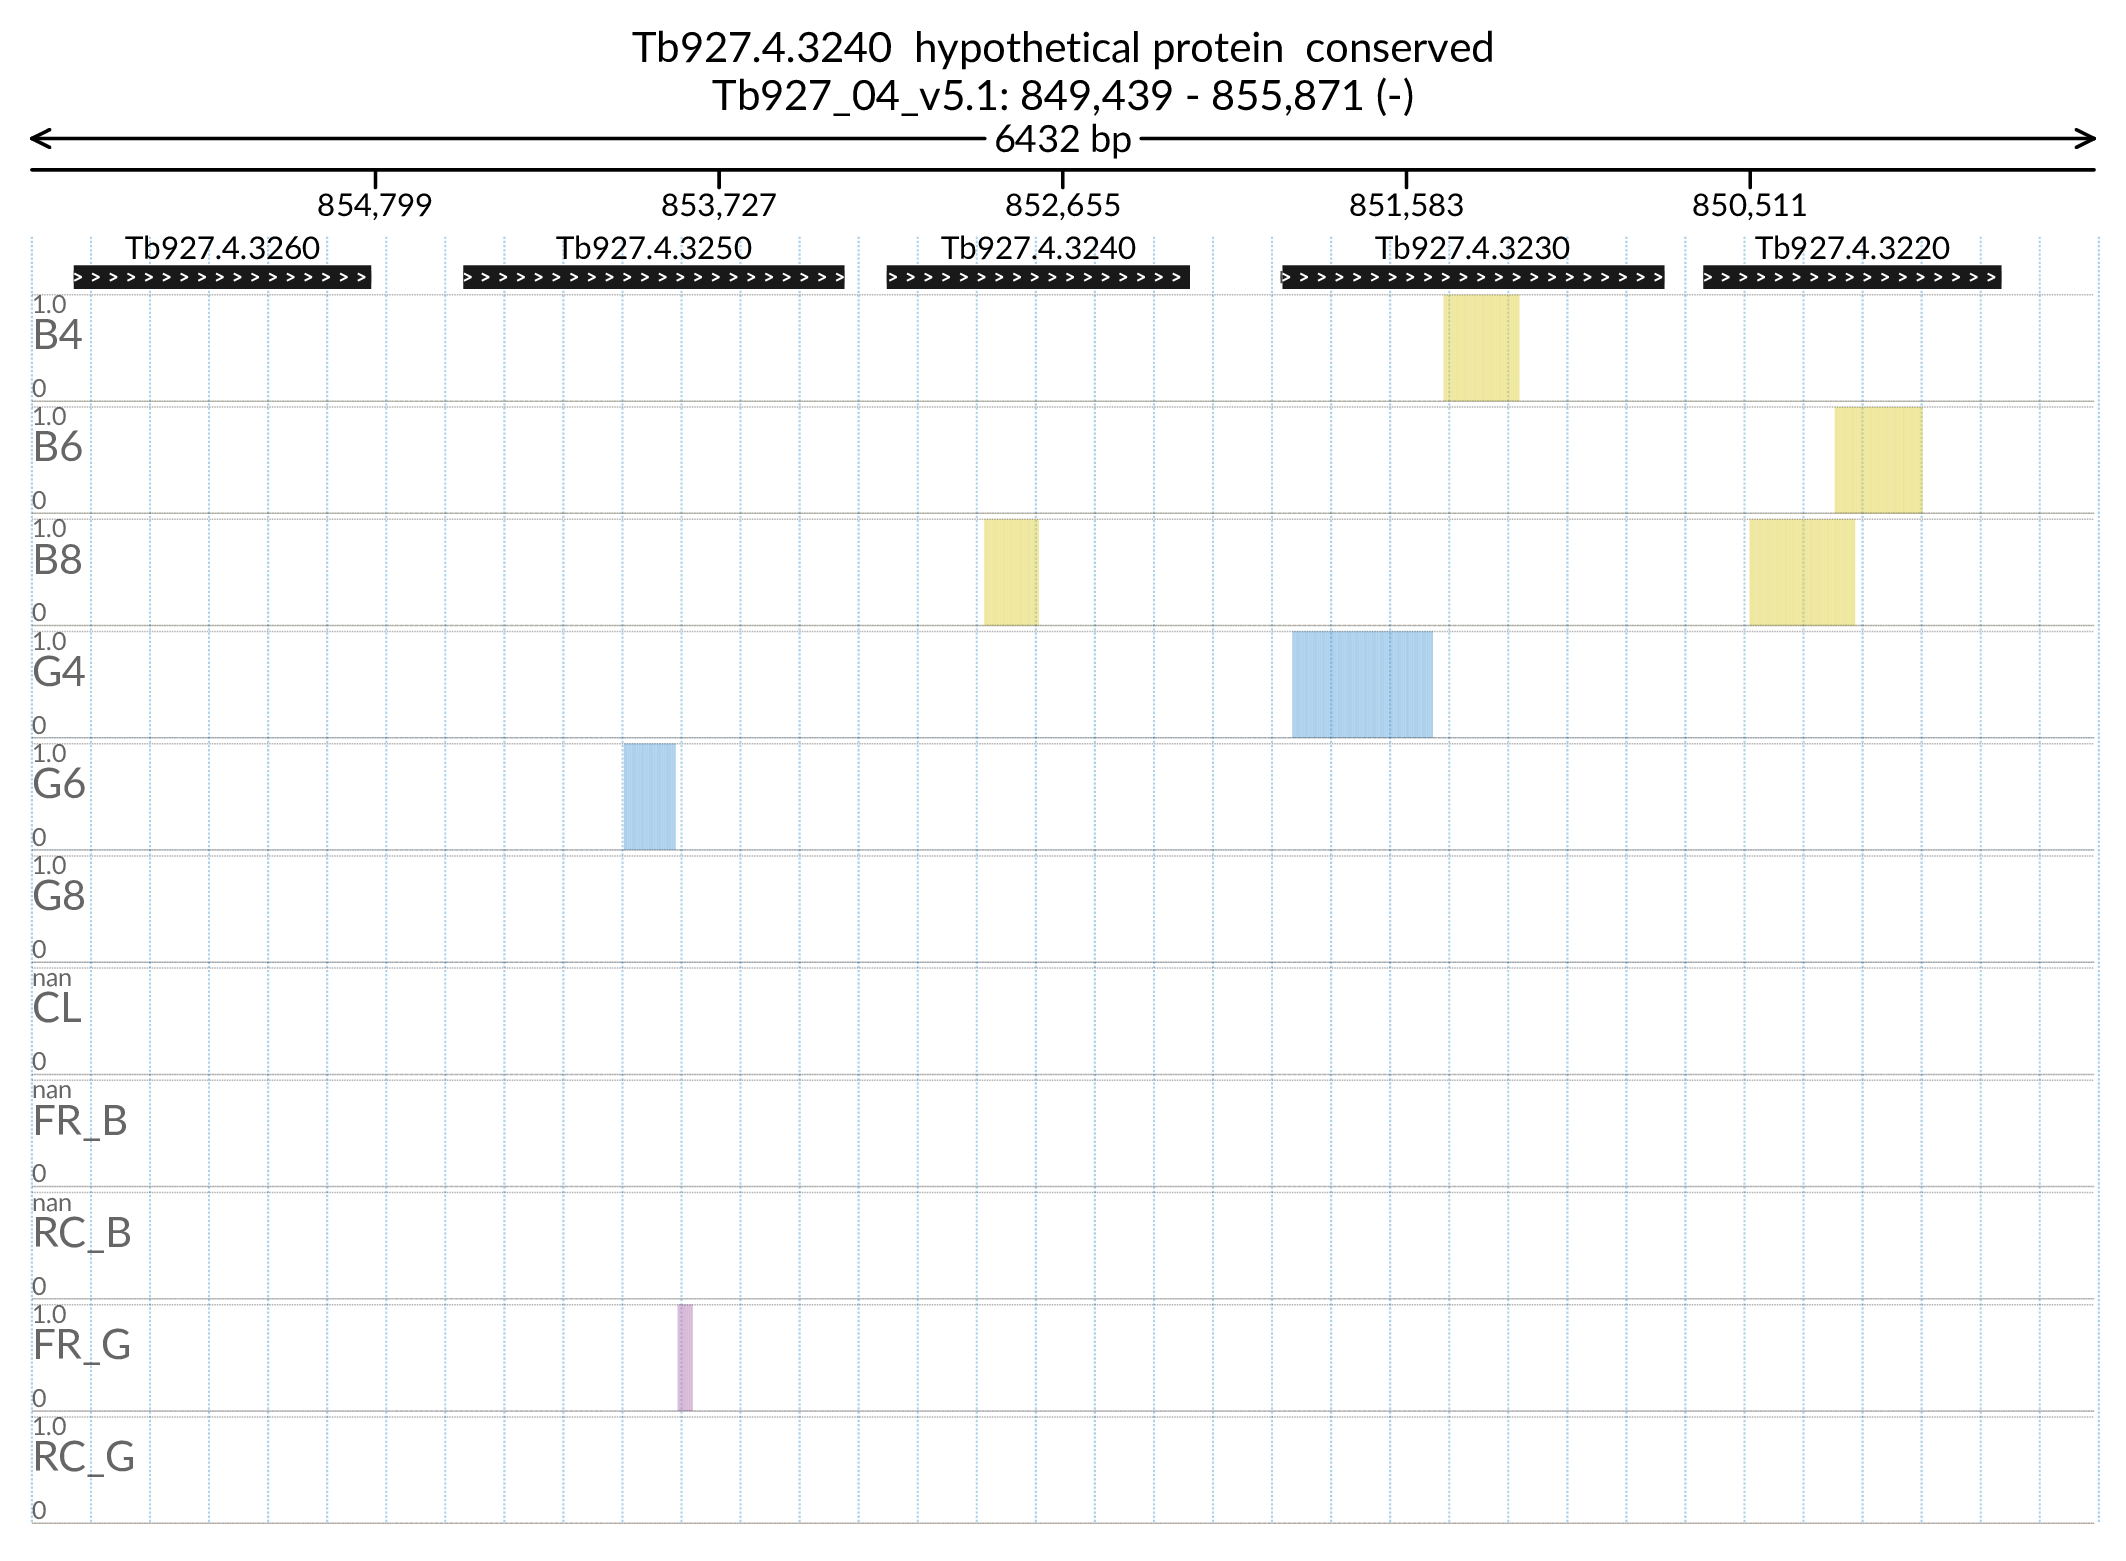 Tb927.4.3240  hypothetical protein  conserved
Tb927_04_v5.1: 849,439 - 855,871 (-)
6432 bp
854,799 853,727 852,655 851,583 850,511
Tb927.4.3260 Tb927.4.3250 Tb927.4.3240 Tb927.4.3230 Tb927.4.3220
1.0
B4
0
1.0
B6
0
1.0
B8
0
1.0
G4
0
1.0
G6
0
1.0
G8
0
nan
CL
0
nan
FR_B
0
nan
RC_B
0
1.0
FR_G
0
1.0
RC_G
0